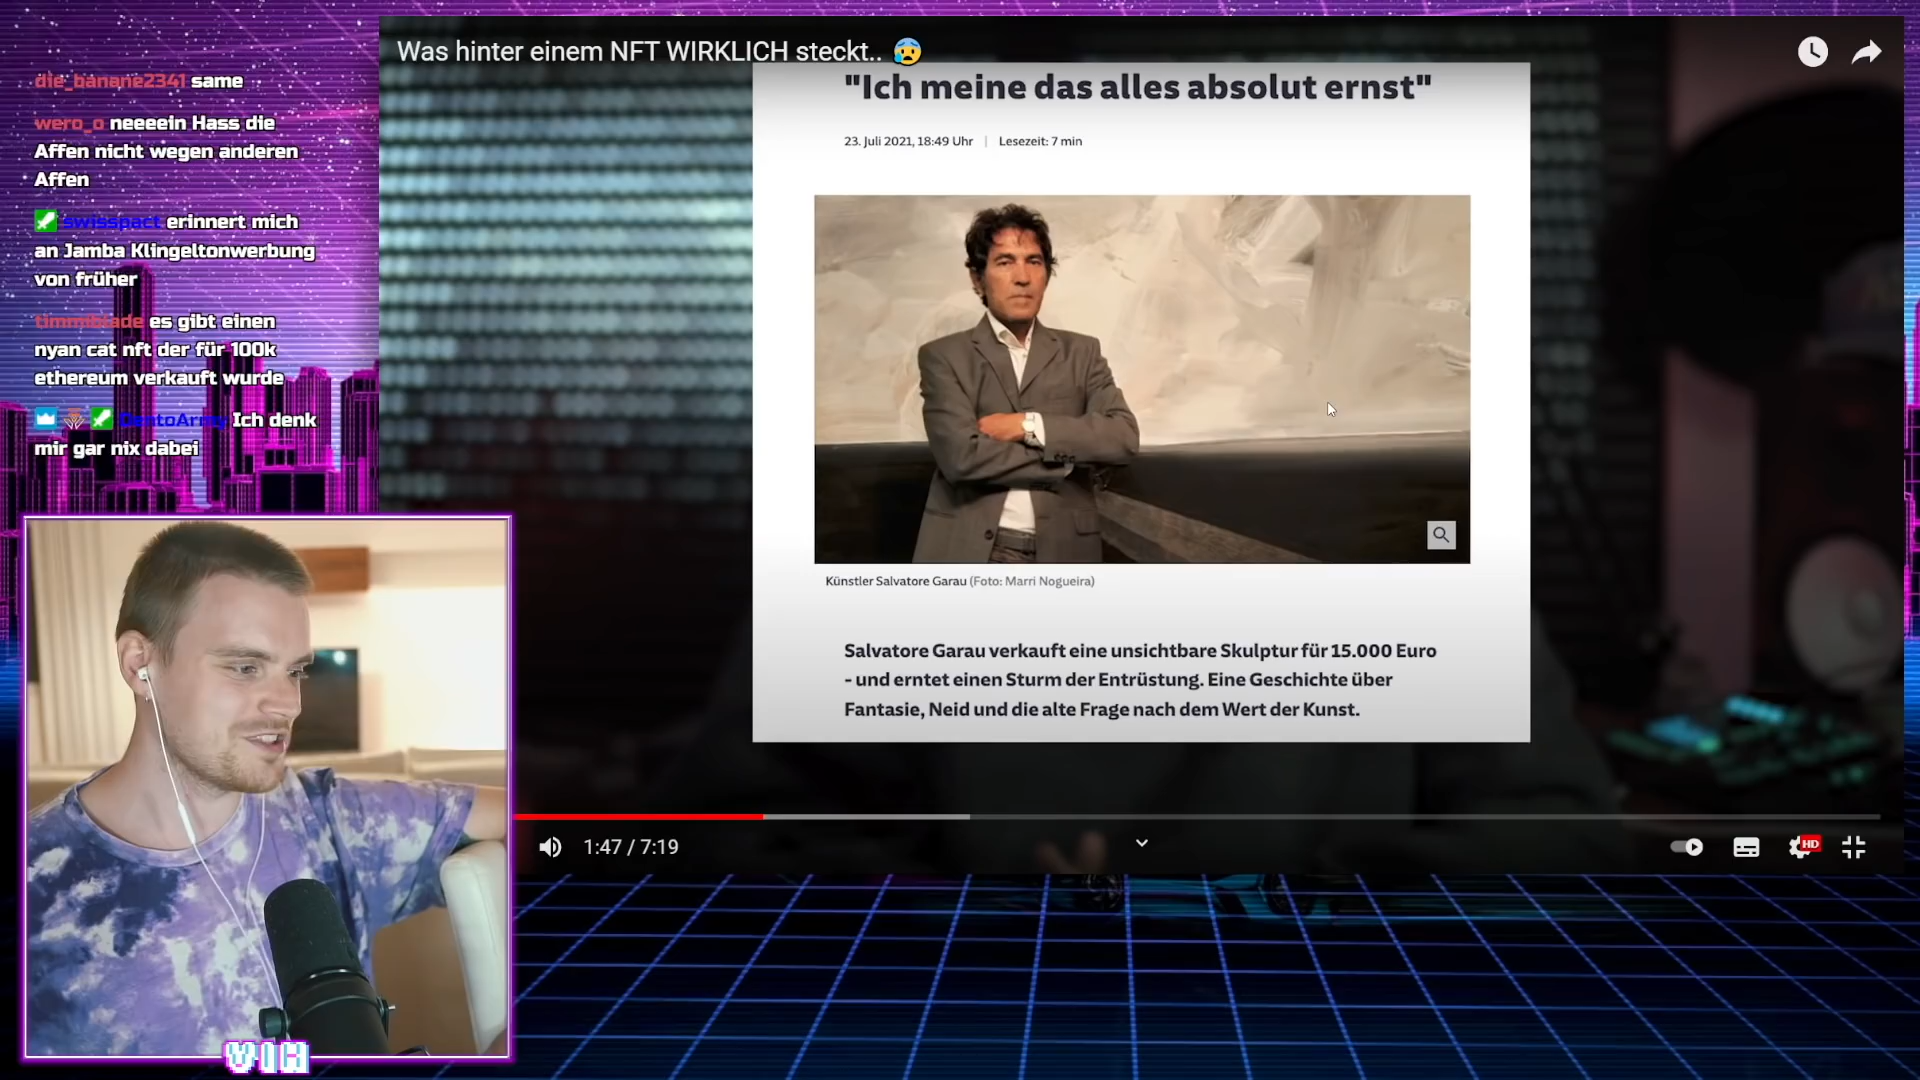 Was hinter einem NFT WIRKLICH steckt.. 😰
die_banane2341 same
wero_o neeeein Hass die
Affen nicht wegen anderen
Affen
swisspact erinnert mich
an Jamba Klingeltonwerbung
von früher
timmiblade es gibt einen
nyan cat nft der für 100k
ethereum verkauft wurde
DentoArmy Ich denk
mir gar nix dabei
"Ich meine das alles absolut ernst"
23. Juli 2021, 18:49 Uhr | Lesezeit: 7 min
Künstler Salvatore Garau (Foto: Marri Nogueira)
Salvatore Garau verkauft eine unsichtbare Skulptur für 15.000 Euro
- und erntet einen Sturm der Entrüstung. Eine Geschichte über
Fantasie, Neid und die alte Frage nach dem Wert der Kunst.
1:47 / 7:19
HD